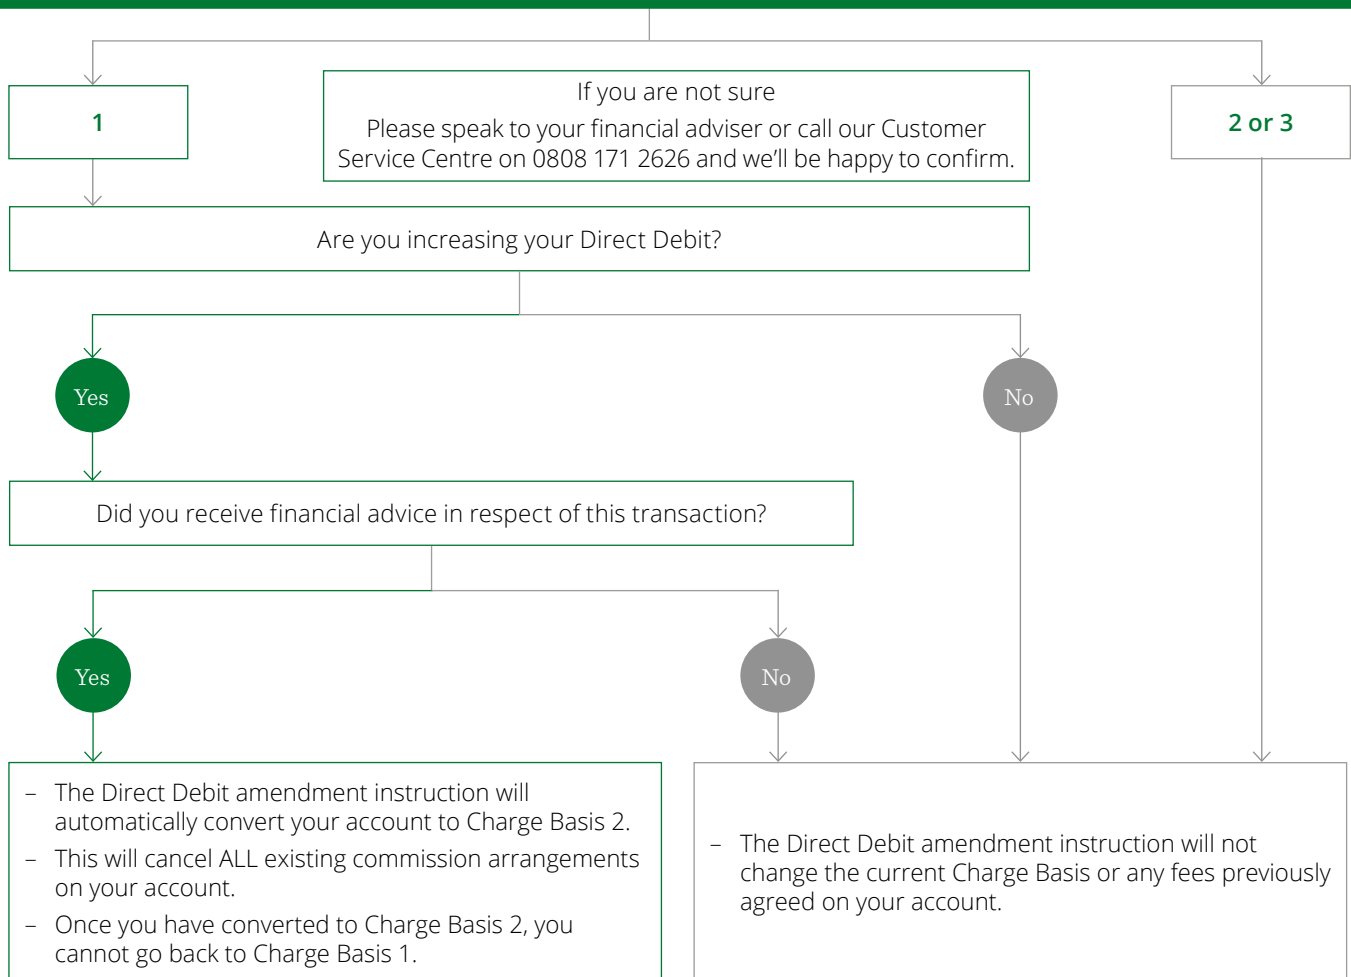 1
If you are not sure
Please speak to your financial adviser or call our Customer
Service Centre on 0808 171 2626 and we’ll be happy to confirm.
2 or 3
Are you increasing your Direct Debit?
Yes
No
Did you receive financial advice in respect of this transaction?
Yes
No
– The Direct Debit amendment instruction will
automatically convert your account to Charge Basis 2.
– This will cancel ALL existing commission arrangements
on your account.
– Once you have converted to Charge Basis 2, you
cannot go back to Charge Basis 1.
– The Direct Debit amendment instruction will not
change the current Charge Basis or any fees previously
agreed on your account.